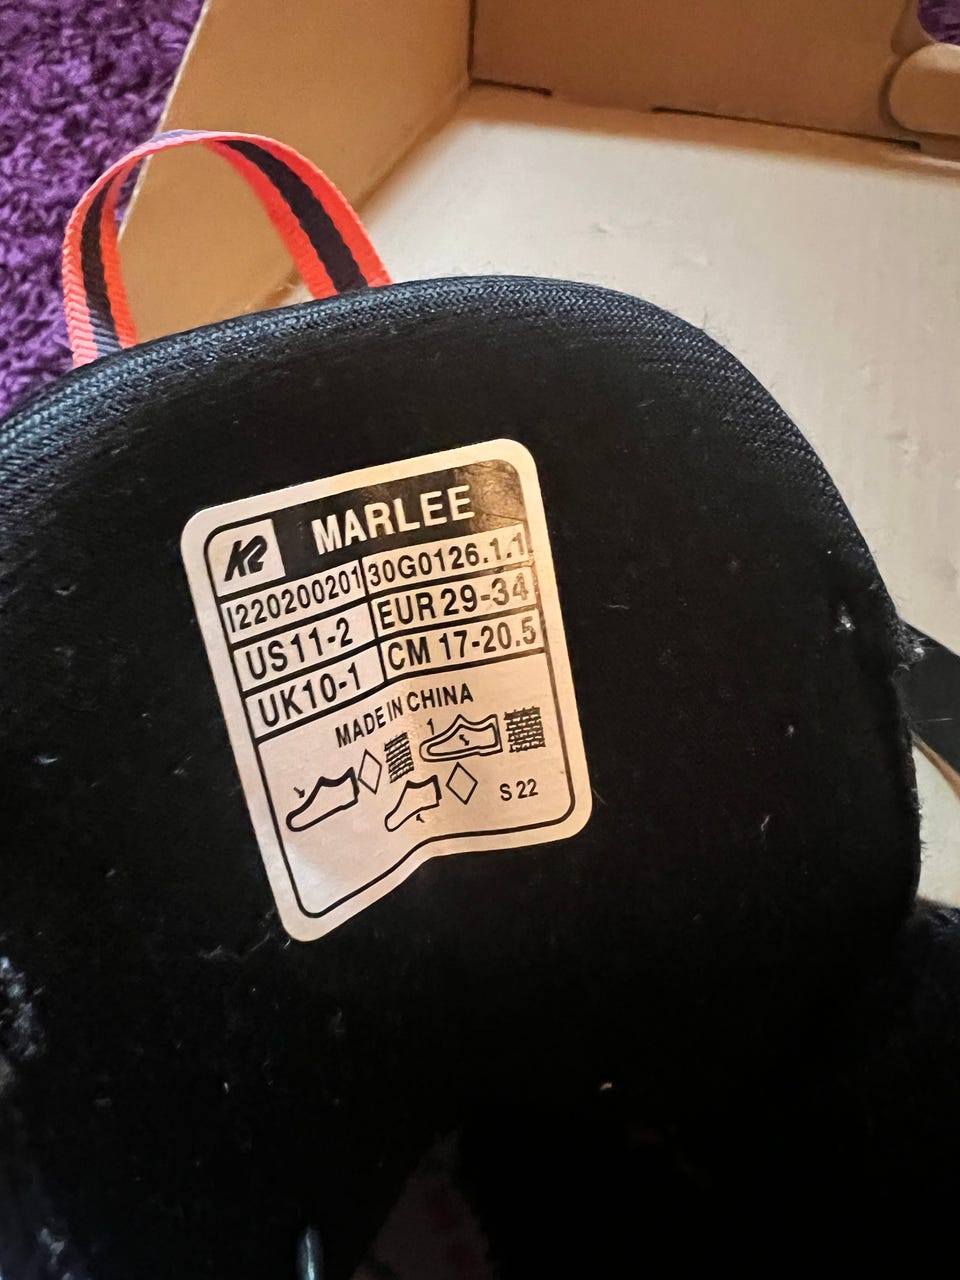 K2 MARLEE
I220200201 30G0126.1.1
US11-2 EUR 29-34
UK10-1 CM 17-20.5
MADE IN CHINA
1
S 22